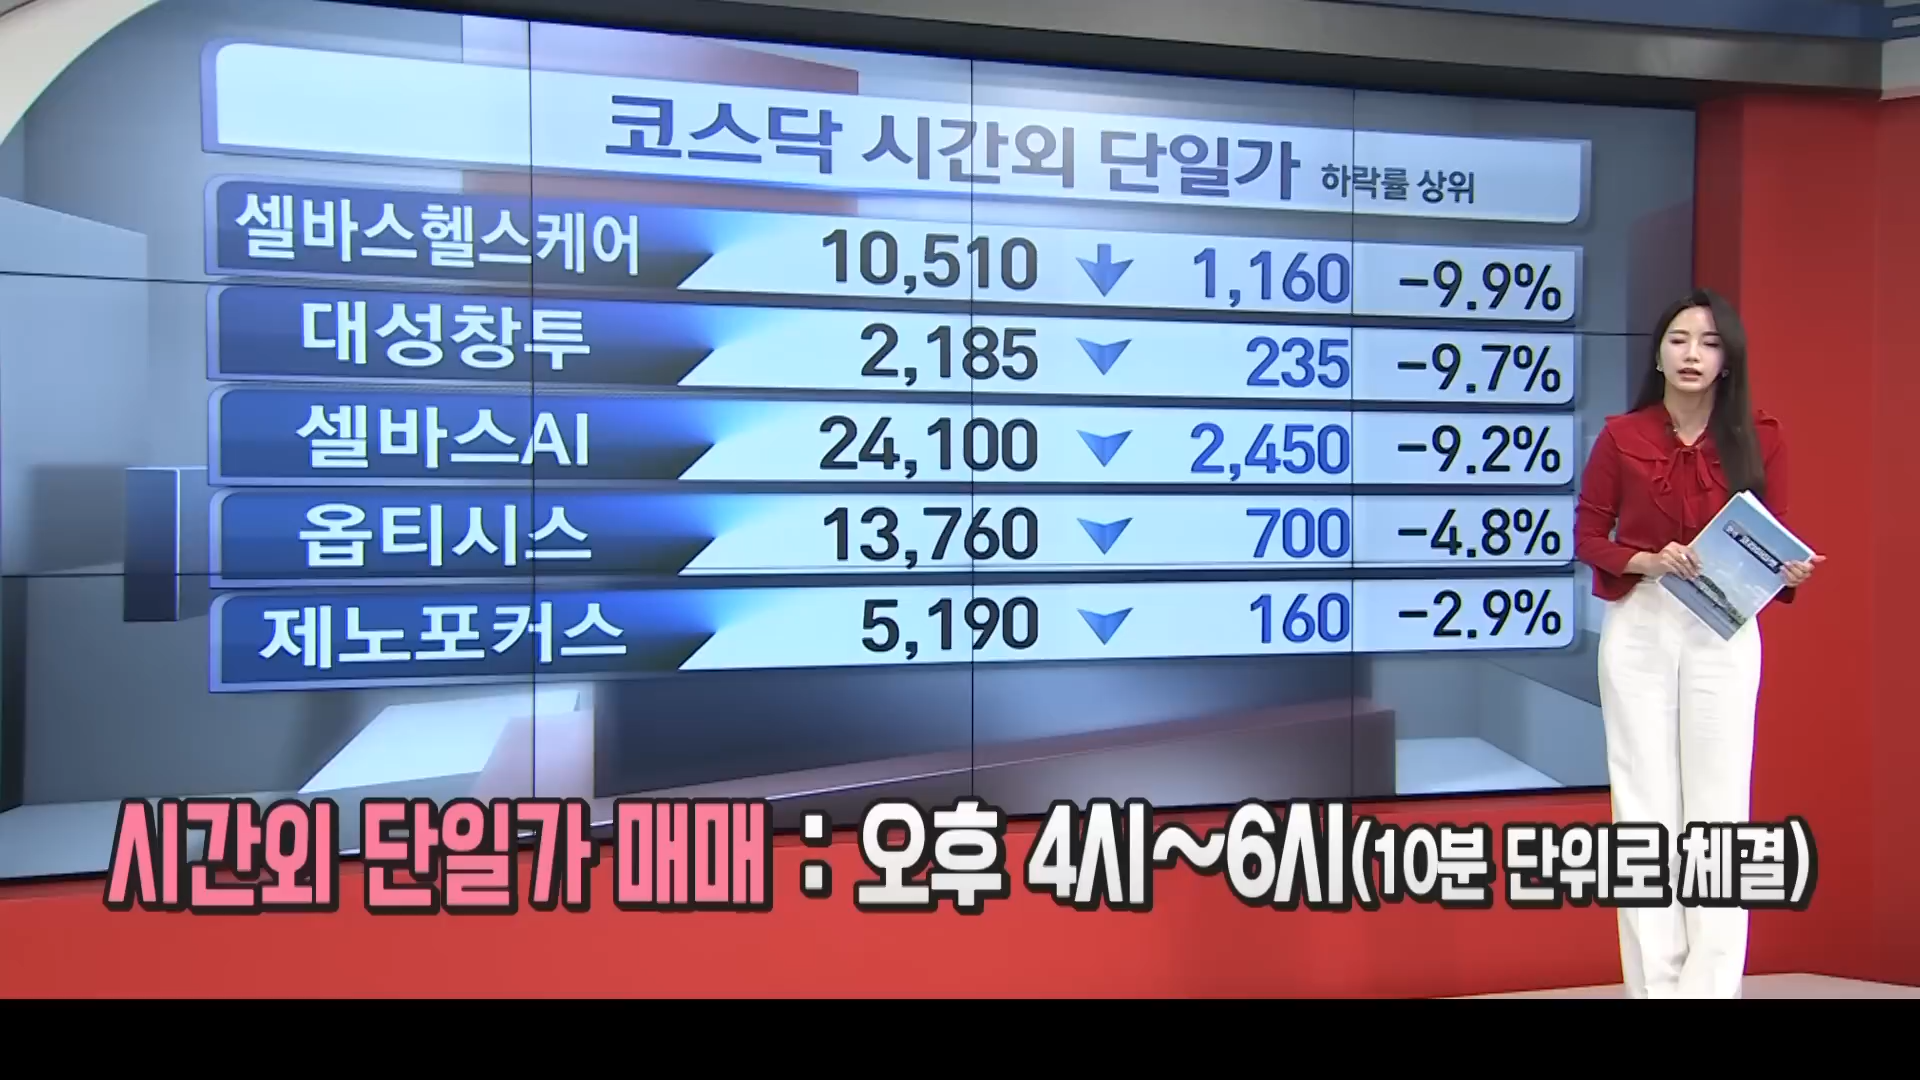 코스닥 시간외 단일가 하락률 상위
셀바스헬스케어 10,510 1,160 -9.9%
대성창투 2,185 235 -9.7%
셀바스AI 24,100 2,450 -9.2%
옵티시스 13,760 700 -4.8%
제노포커스 5,190 160 -2.9%
시간외 단일가 매매 : 오후 4시~6시(10분 단위로 체결)